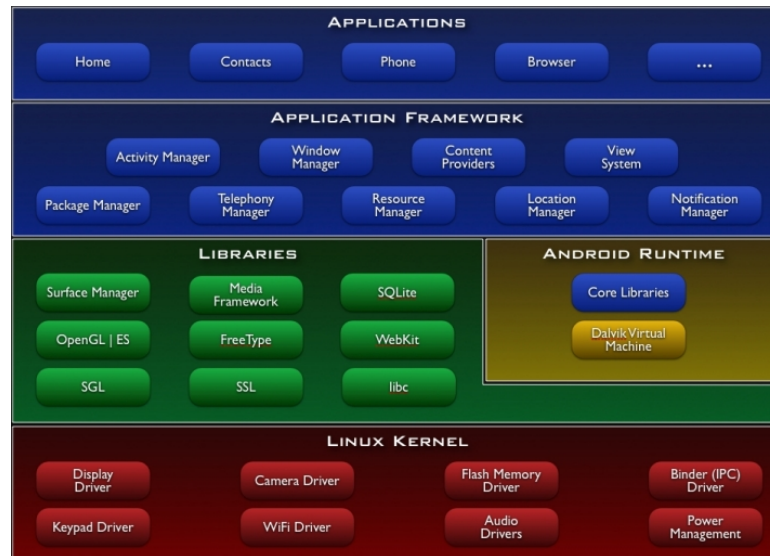 APPLICATIONS
Home
Contacts
Phone
Browser
...
APPLICATION FRAMEWORK
Activity Manager
Window
Manager
Content
Providers
View
System
Package Manager
Telephony
Manager
Resource
Manager
Location
Manager
Notification
Manager
LIBRARIES
Surface Manager
Media
Framework
SQLite
OpenGL | ES
FreeType
WebKit
SGL
SSL
libc
ANDROID RUNTIME
Core Libraries
Dalvik Virtual
Machine
LINUX KERNEL
Display
Driver
Camera Driver
Flash Memory
Driver
Binder (IPC)
Driver
Keypad Driver
WiFi Driver
Audio
Drivers
Power
Management